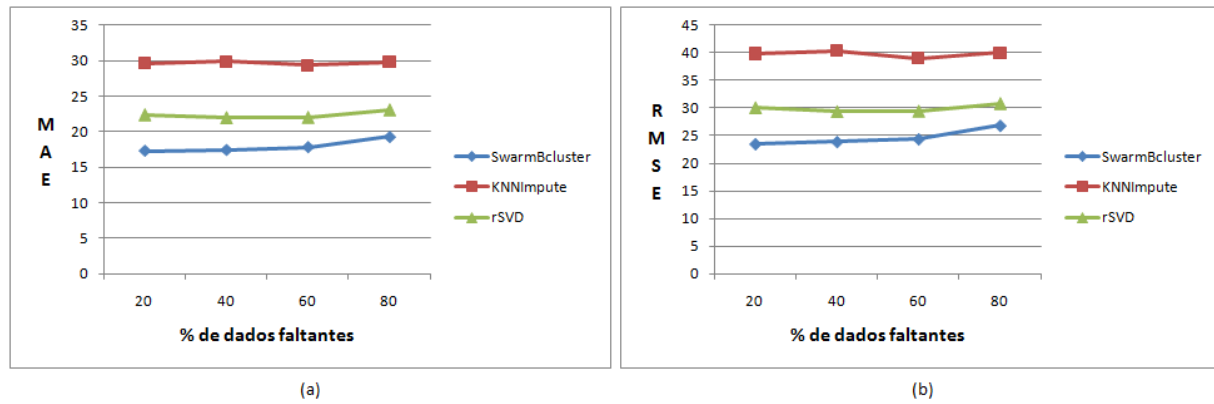 35
30
25
20
15
10
5
0
M
A
E
20 40 60 80
% de dados faltantes
SwarmBcluster
KNNImpute
rSVD
(a)
45
40
35
30
25
20
15
10
5
0
R
M
S
E
20 40 60 80
% de dados faltantes
SwarmBcluster
KNNImpute
rSVD
(b)